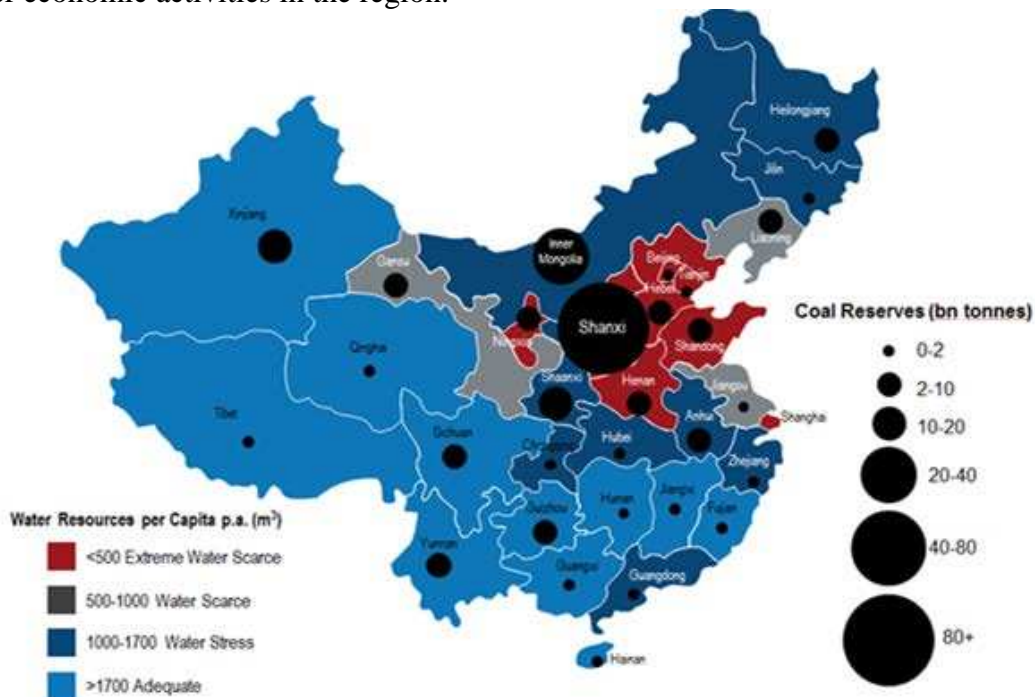 er economic activities in the region.
Heilongjiang
Jilin
Xinjiang
Inner
Mongolia
Liaoning
Gansu
Beijing
Tianjin
Hebei
Shanxi
Ningxia
Shandong
Qinghai
Shaanxi
Henan
Jiangsu
Tibet
Shanghai
Sichuan
Hubei
Anhui
Chongqing
Zhejiang
Guizhou
Hunan
Jiangxi
Fujian
Yunnan
Guangxi
Guangdong
Hainan
Coal Reserves (bn tonnes)
0-2
2-10
10-20
20-40
40-80
80+
Water Resources per Capita p.a. (m³)
<500 Extreme Water Scarce
500-1000 Water Scarce
1000-1700 Water Stress
>1700 Adequate